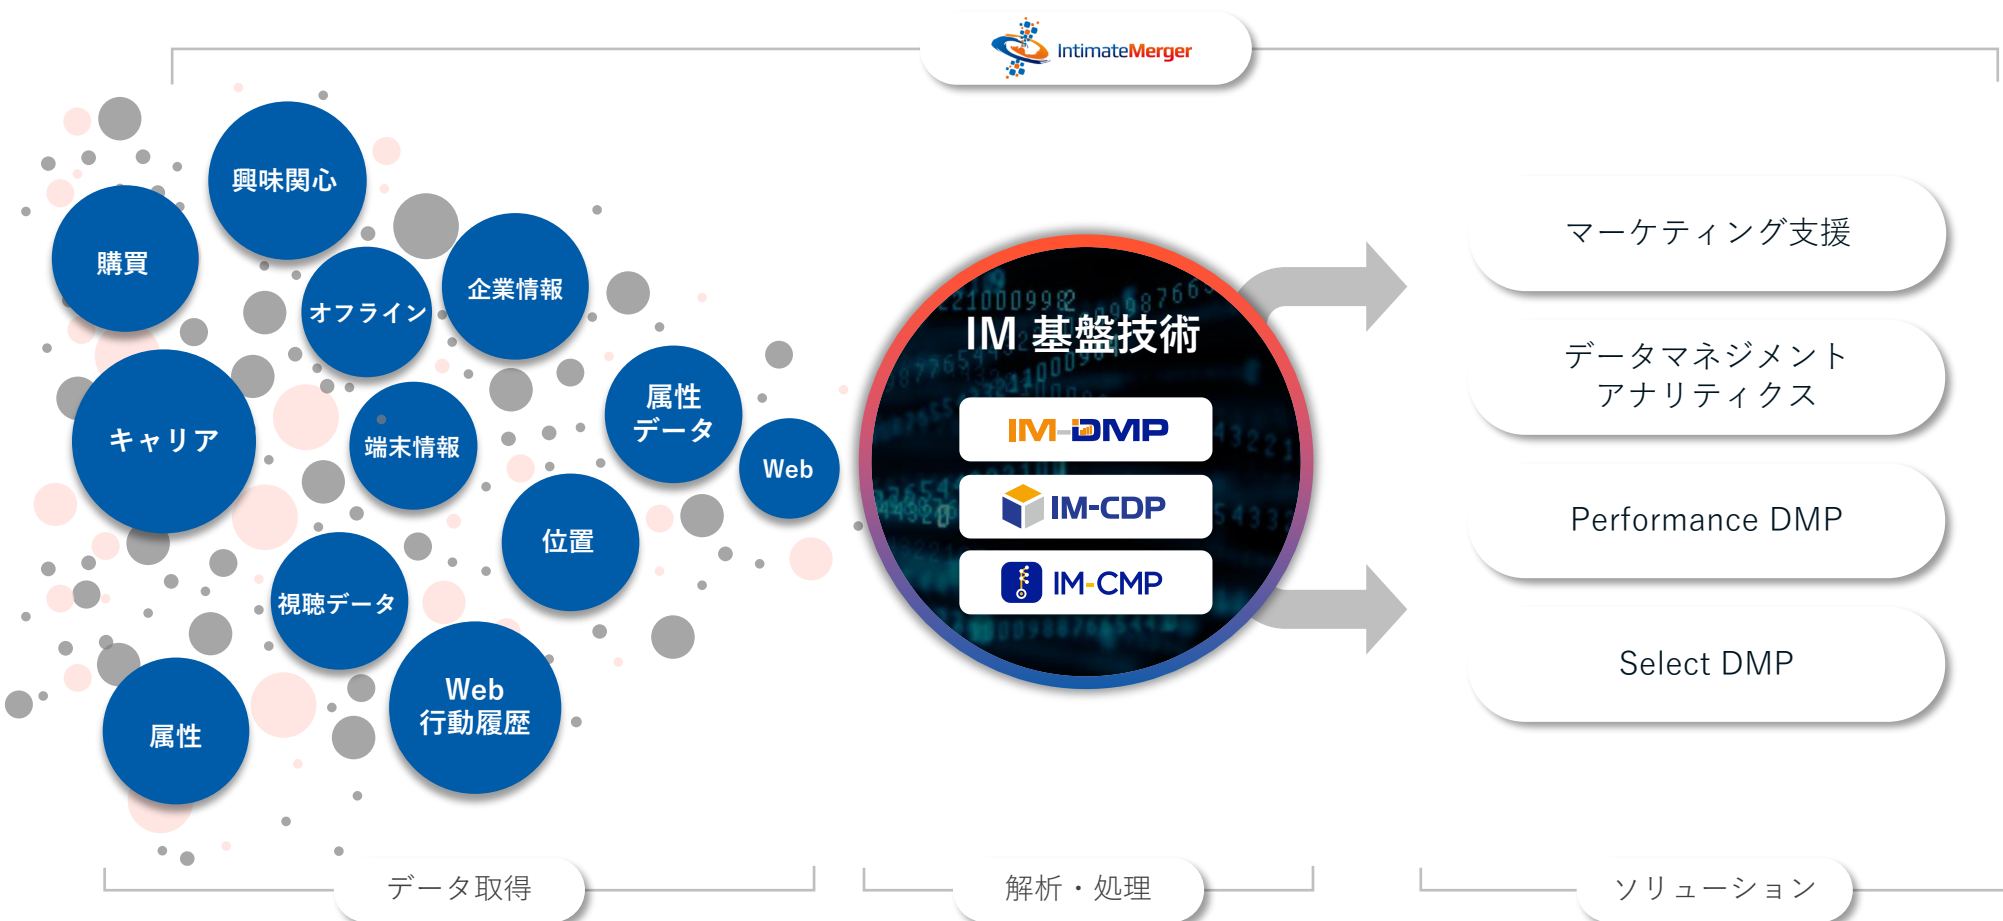 IntimateMerger
興味関心
購買
オフライン
企業情報
キャリア
端末情報
属性
データ
Web
位置
視聴データ
Web
行動履歴
属性
IM 基盤技術
IM-DMP
IM-CDP
IM-CMP
マーケティング支援
データマネジメント
アナリティクス
Performance DMP
Select DMP
データ取得
解析・処理
ソリューション